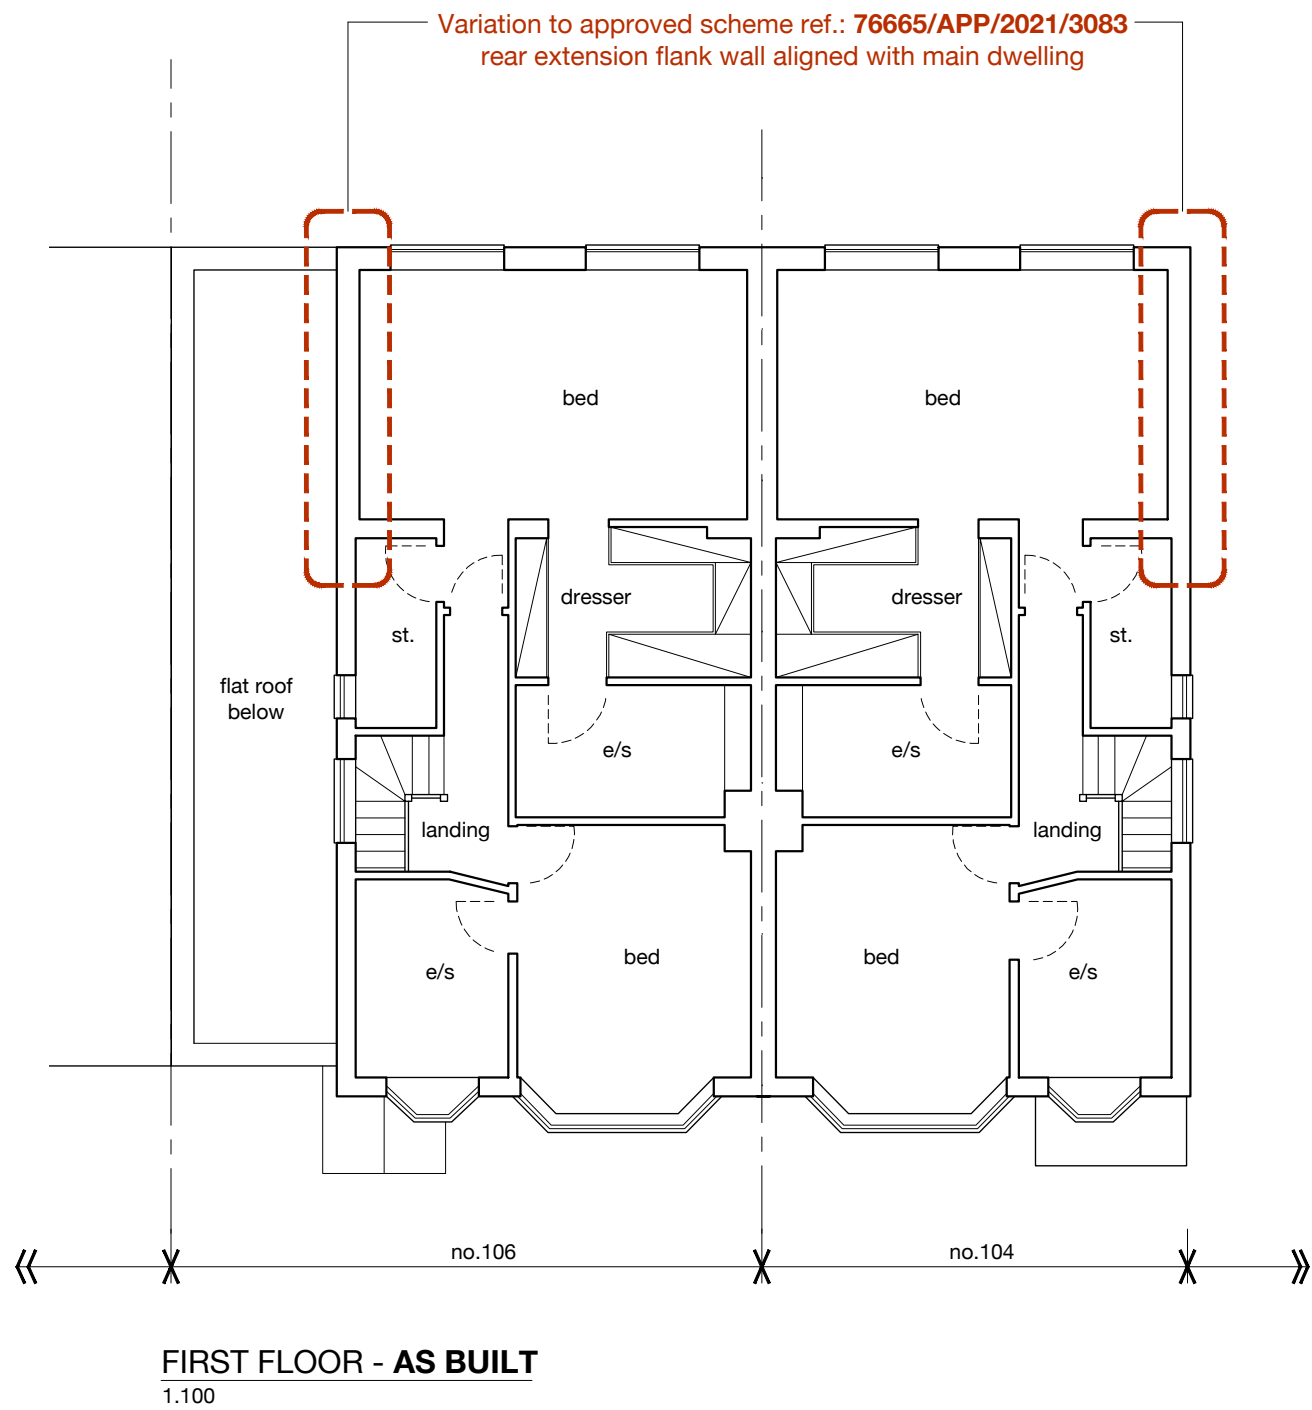 Variation to approved scheme ref.: 76665/APP/2021/3083
rear extension flank wall aligned with main dwelling
bed
bed
dresser
dresser
st.
st.
flat roof
below
e/s
e/s
landing
landing
bed
bed
e/s
e/s
no.106
no.104
FIRST FLOOR - AS BUILT
1.100